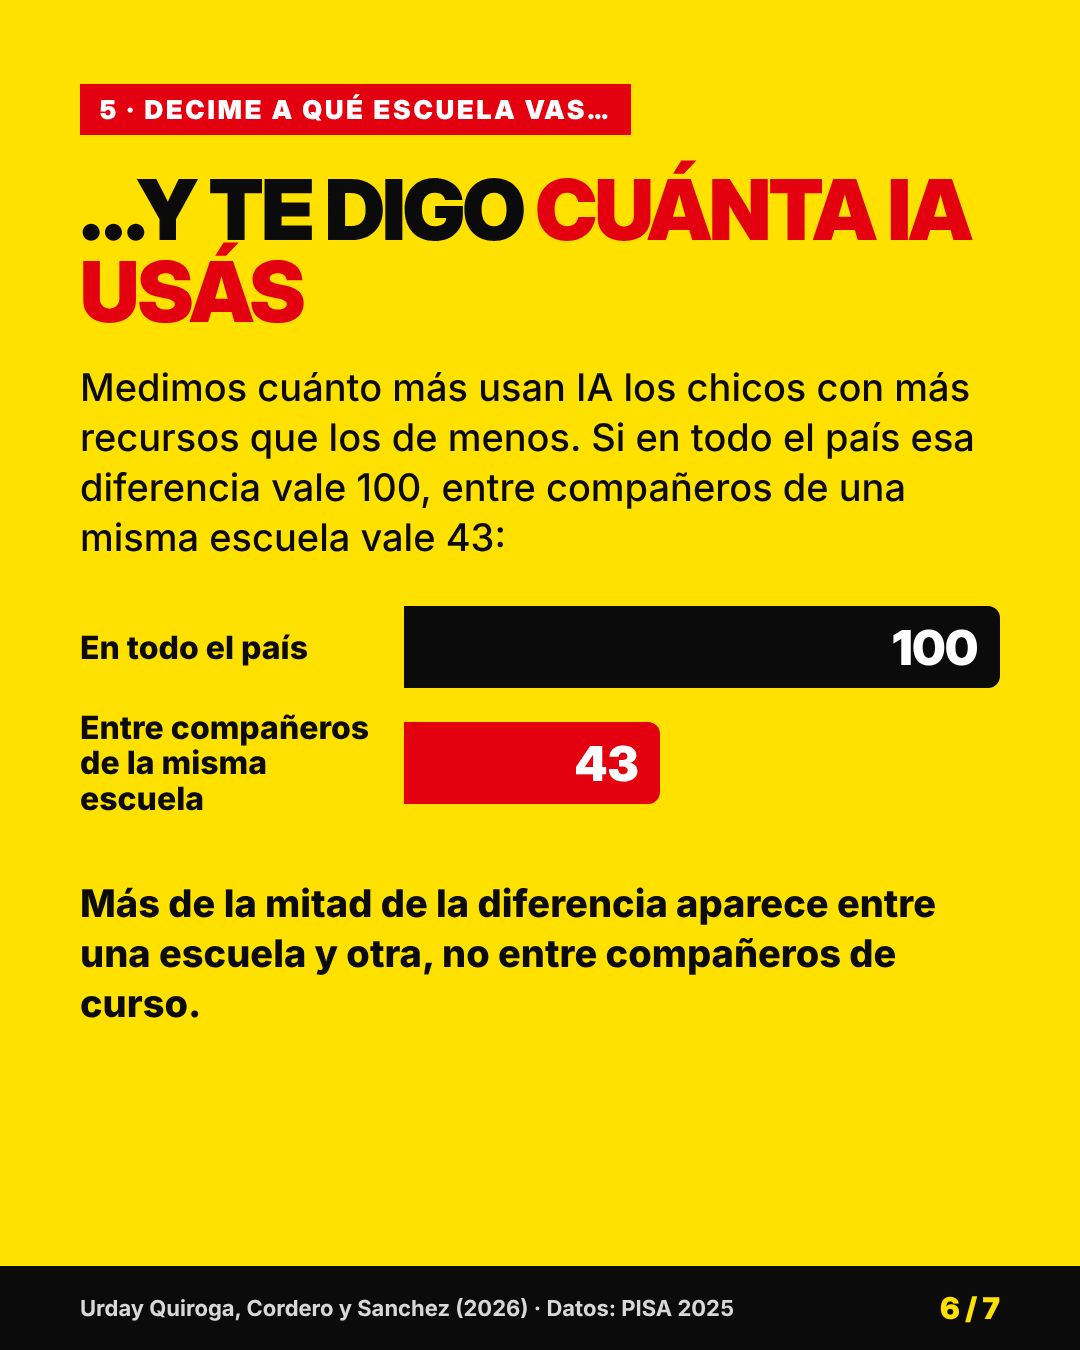 5 · DECIME A QUÉ ESCUELA VAS…
…Y TE DIGO CUÁNTA IA
USÁS
Medimos cuánto más usan IA los chicos con más
recursos que los de menos. Si en todo el país esa
diferencia vale 100, entre compañeros de una
misma escuela vale 43:
En todo el país
100
Entre compañeros
de la misma
escuela
43
Más de la mitad de la diferencia aparece entre
una escuela y otra, no entre compañeros de
curso.
Urday Quiroga, Cordero y Sanchez (2026) · Datos: PISA 2025
6 / 7